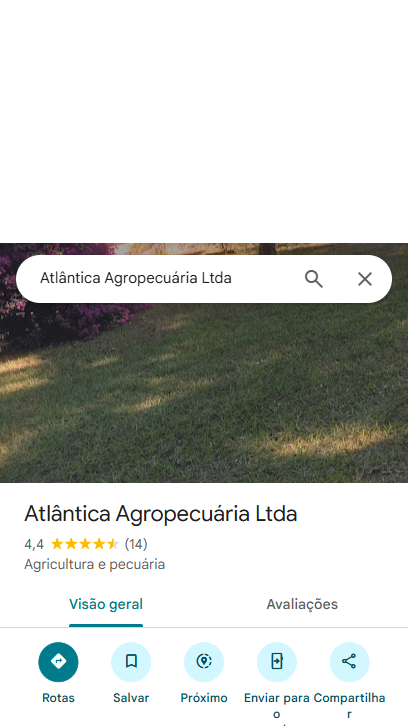 Atlântica Agropecuária Ltda
Atlântica Agropecuária Ltda
4,4 (14)
Agricultura e pecuária
Visão geral Avaliações
Rotas Salvar Próximo Enviar para o Compartilhar